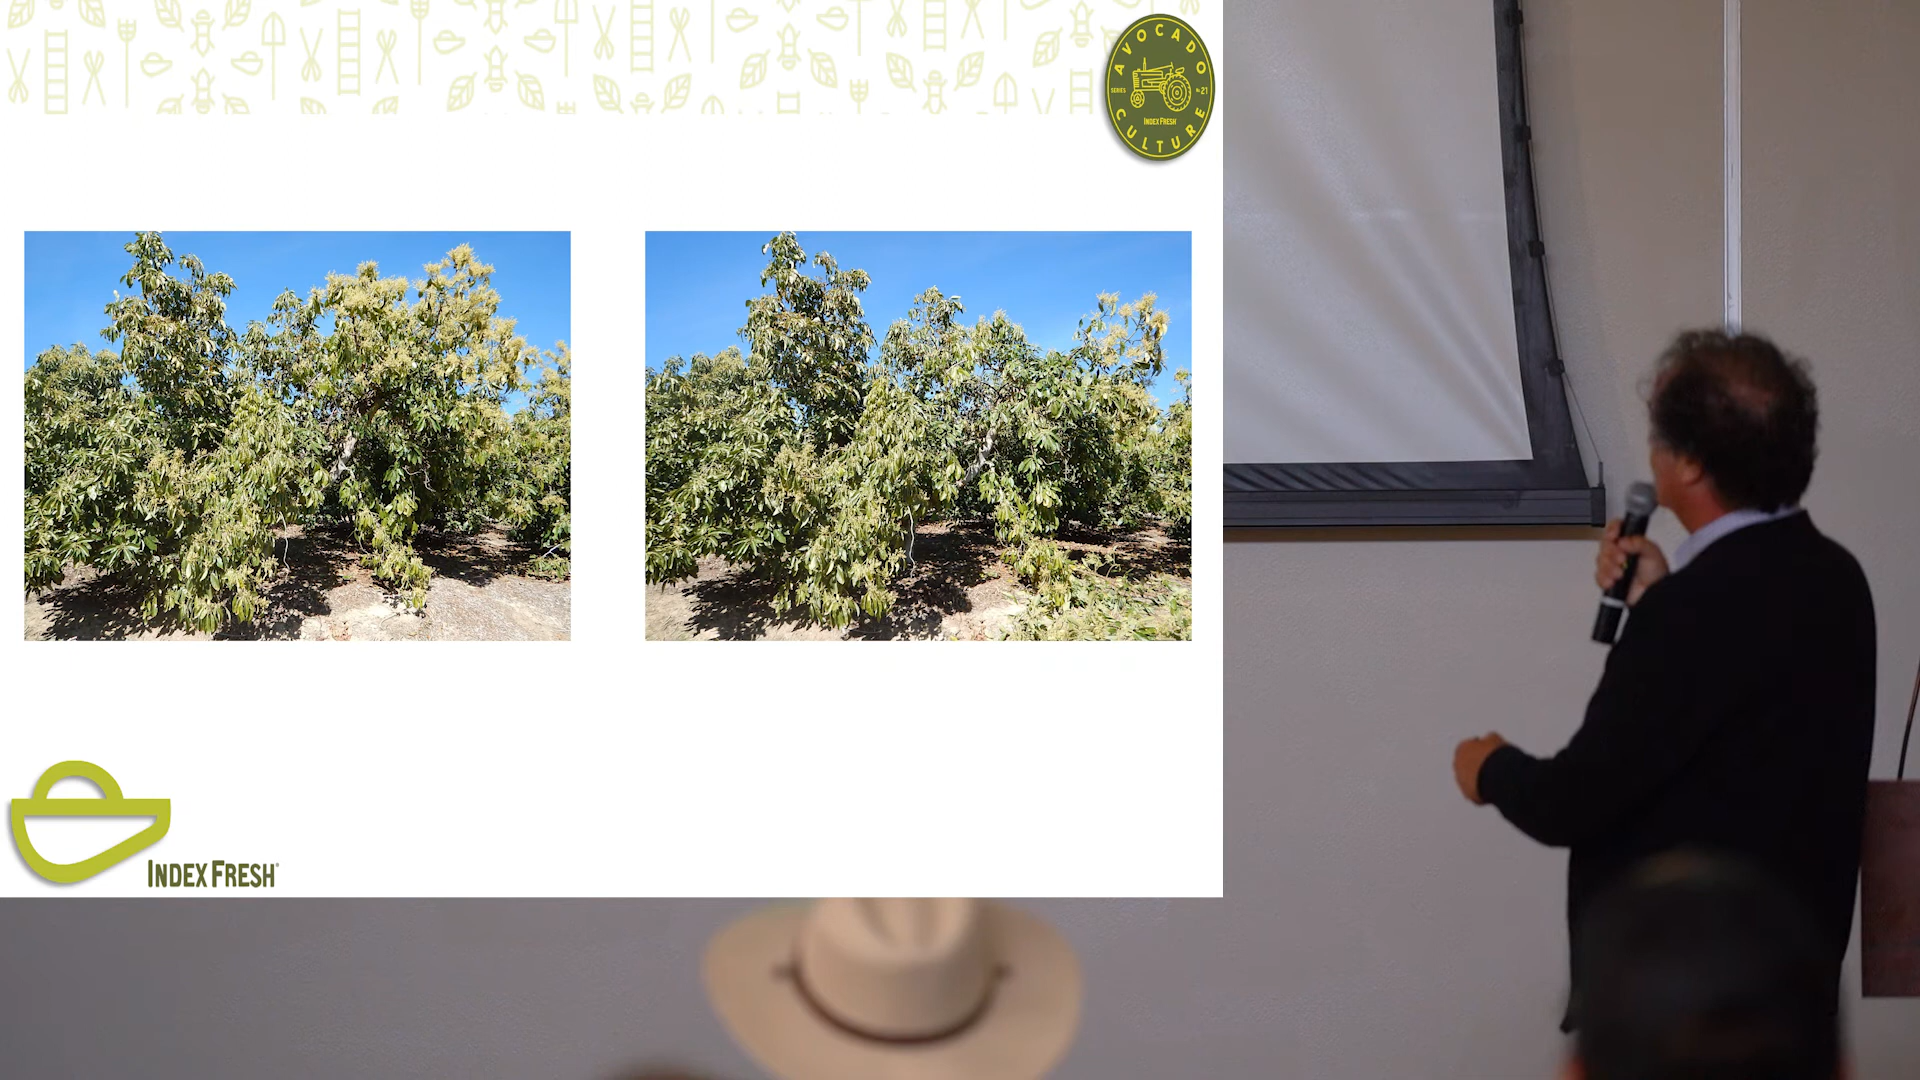 AVOCADO
SERIES
No 21
INDEX FRESH
CULTURE
INDEX FRESH®